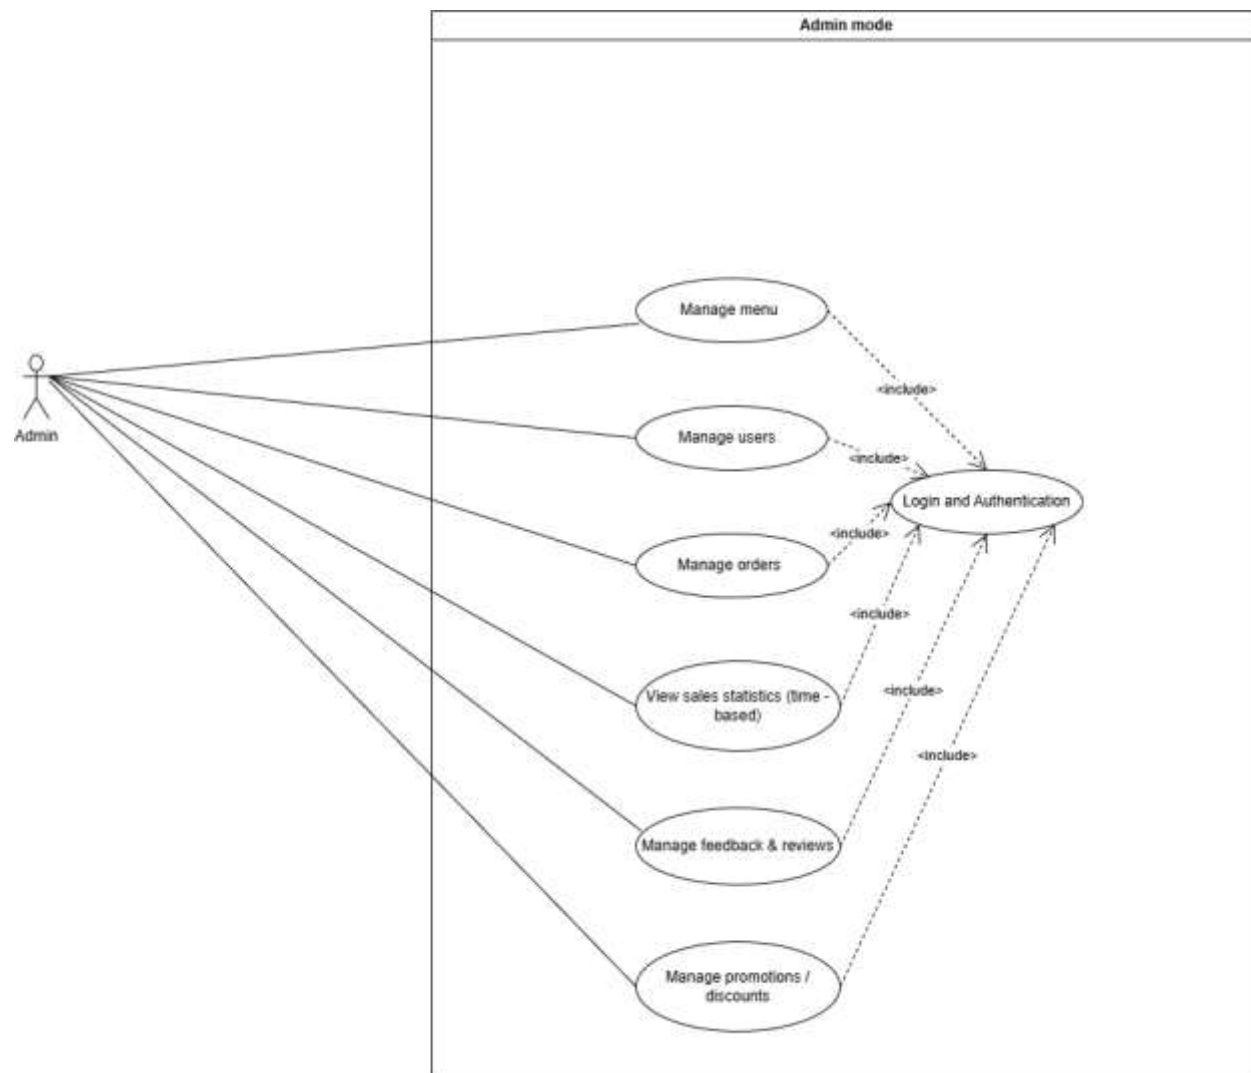 Admin mode
Manage menu
<include>
Admin
Manage users
<include>
Login and Authentication
<include>
Manage orders
<include>
View sales statistics (time -
based)
<include>
<include>
Manage feedback & reviews
Manage promotions /
discounts